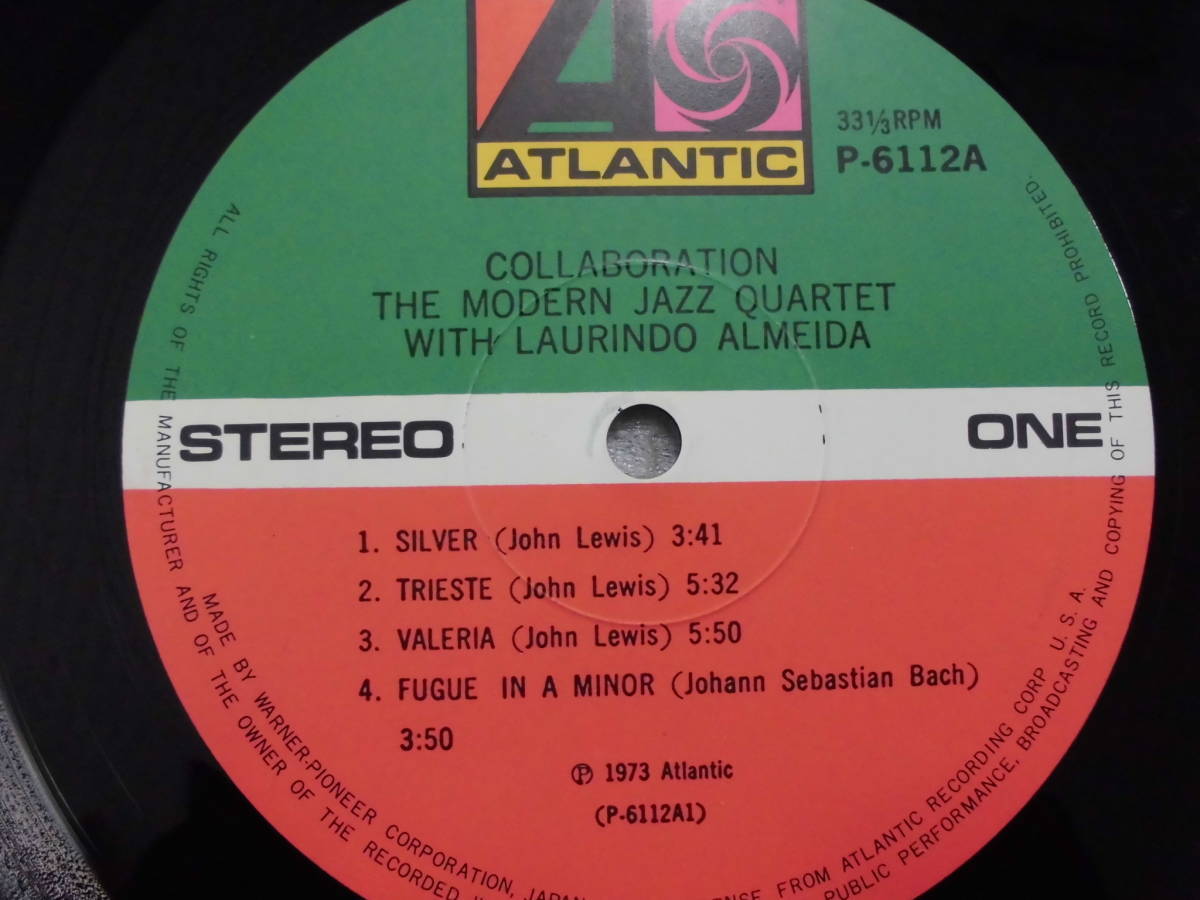 ATLANTIC
33⅓RPM
P-6112A
COLLABORATION
THE MODERN JAZZ QUARTET
WITH LAURINDO ALMEIDA
STEREO
ONE
1. SILVER (John Lewis) 3:41
2. TRIESTE (John Lewis) 5:32
3. VALERIA (John Lewis) 5:50
4. FUGUE IN A MINOR (Johann Sebastian Bach)
3:50
Ⓟ 1973 Atlantic
(P-6112A1)
ALL RIGHTS OF THE MANUFACTURER AND OF THE OWNER OF THE RECORDED
PUBLIC PERFORMANCE, BROADCASTING AND COPYING OF THIS RECORD PROHIBITED.
MADE BY WARNER-PIONEER CORPORATION, JAPAN
FROM ATLANTIC RECORDING CORP U. S. A.